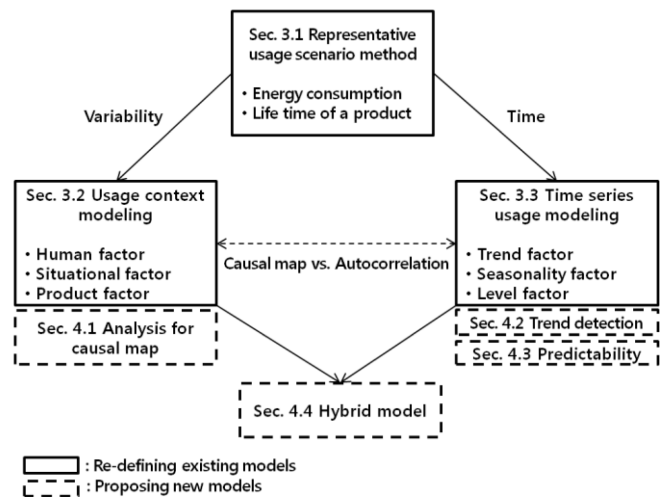 Sec. 3.1 Representative
usage scenario method
• Energy consumption
• Life time of a product
Variability
Time
Sec. 3.2 Usage context
modeling
• Human factor
• Situational factor
• Product factor
Sec. 3.3 Time series
usage modeling
• Trend factor
• Seasonality factor
• Level factor
Causal map vs. Autocorrelation
Sec. 4.1 Analysis for
causal map
Sec. 4.2 Trend detection
Sec. 4.3 Predictability
Sec. 4.4 Hybrid model
: Re-defining existing models
: Proposing new models